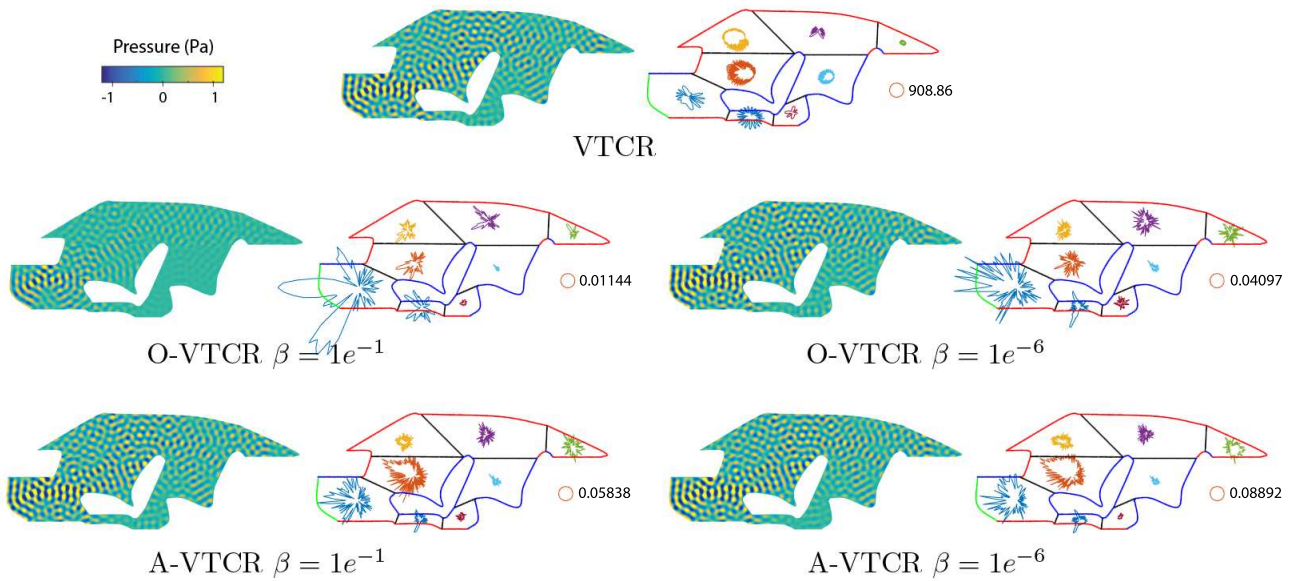 Pressure (Pa)
-1 0 1
908.86
VTCR
0.01144
0.04097
O-VTCR β = 1e⁻¹
O-VTCR β = 1e⁻⁶
0.05838
0.08892
A-VTCR β = 1e⁻¹
A-VTCR β = 1e⁻⁶